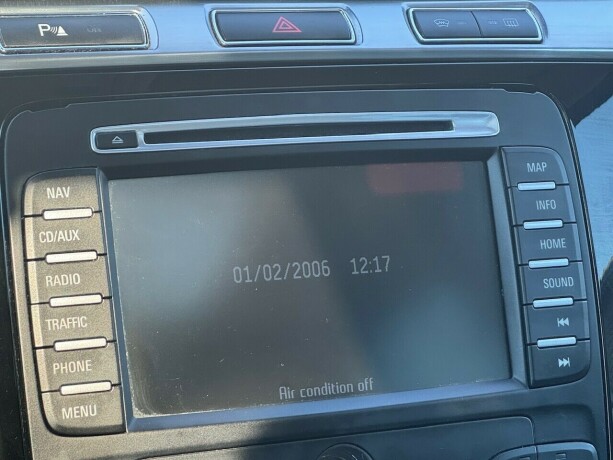 P
NAV
CD/AUX
RADIO
TRAFFIC
PHONE
MENU
MAP
INFO
HOME
SOUND
01/02/2006 12:17
Air condition off